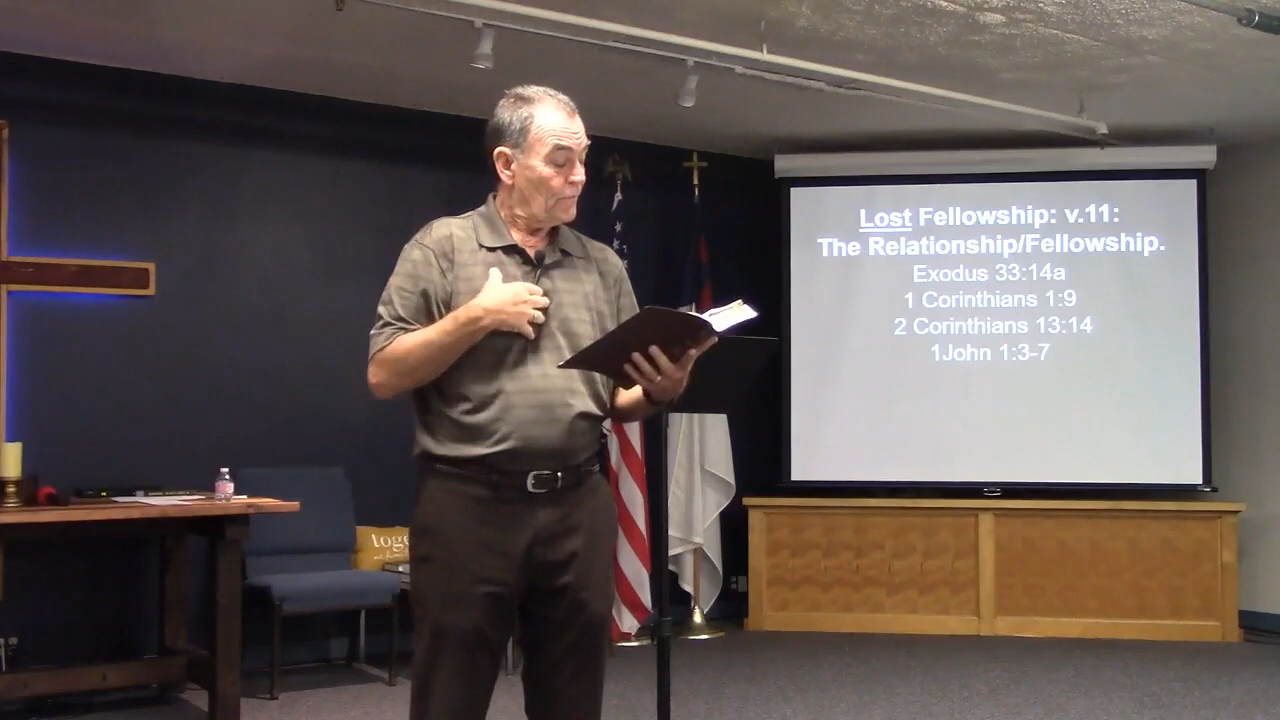 Lost Fellowship: v.11:
The Relationship/Fellowship.
Exodus 33:14a
1 Corinthians 1:9
2 Corinthians 13:14
1John 1:3-7
toge